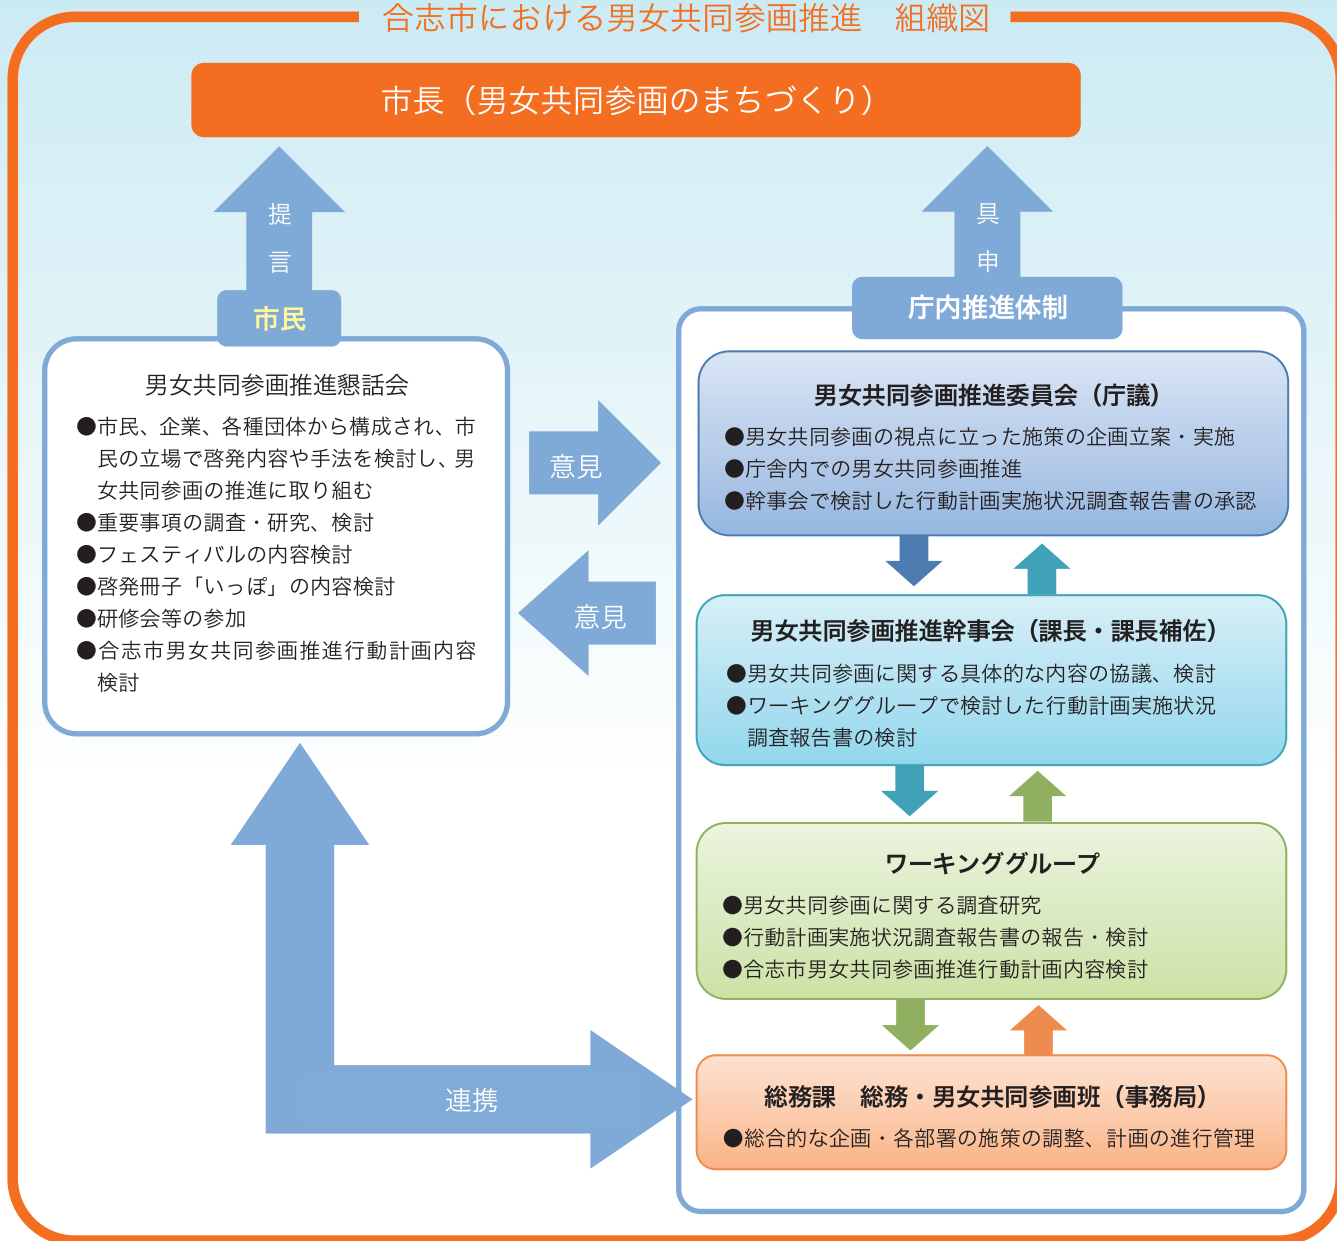 合志市における男女共同参画推進　組織図
市長（男女共同参画のまちづくり）
提
言
具
申
市民
庁内推進体制
男女共同参画推進懇話会
●市民、企業、各種団体から構成され、市
民の立場で啓発内容や手法を検討し、男
女共同参画の推進に取り組む
●重要事項の調査・研究、検討
●フェスティバルの内容検討
●啓発冊子「いっぽ」の内容検討
●研修会等の参加
●合志市男女共同参画推進行動計画内容
検討
意見
意見
男女共同参画推進委員会（庁議）
●男女共同参画の視点に立った施策の企画立案・実施
●庁舎内での男女共同参画推進
●幹事会で検討した行動計画実施状況調査報告書の承認
男女共同参画推進幹事会（課長・課長補佐）
●男女共同参画に関する具体的な内容の協議、検討
●ワーキンググループで検討した行動計画実施状況
調査報告書の検討
ワーキンググループ
●男女共同参画に関する調査研究
●行動計画実施状況調査報告書の報告・検討
●合志市男女共同参画推進行動計画内容検討
連携
総務課　総務・男女共同参画班（事務局）
●総合的な企画・各部署の施策の調整、計画の進行管理